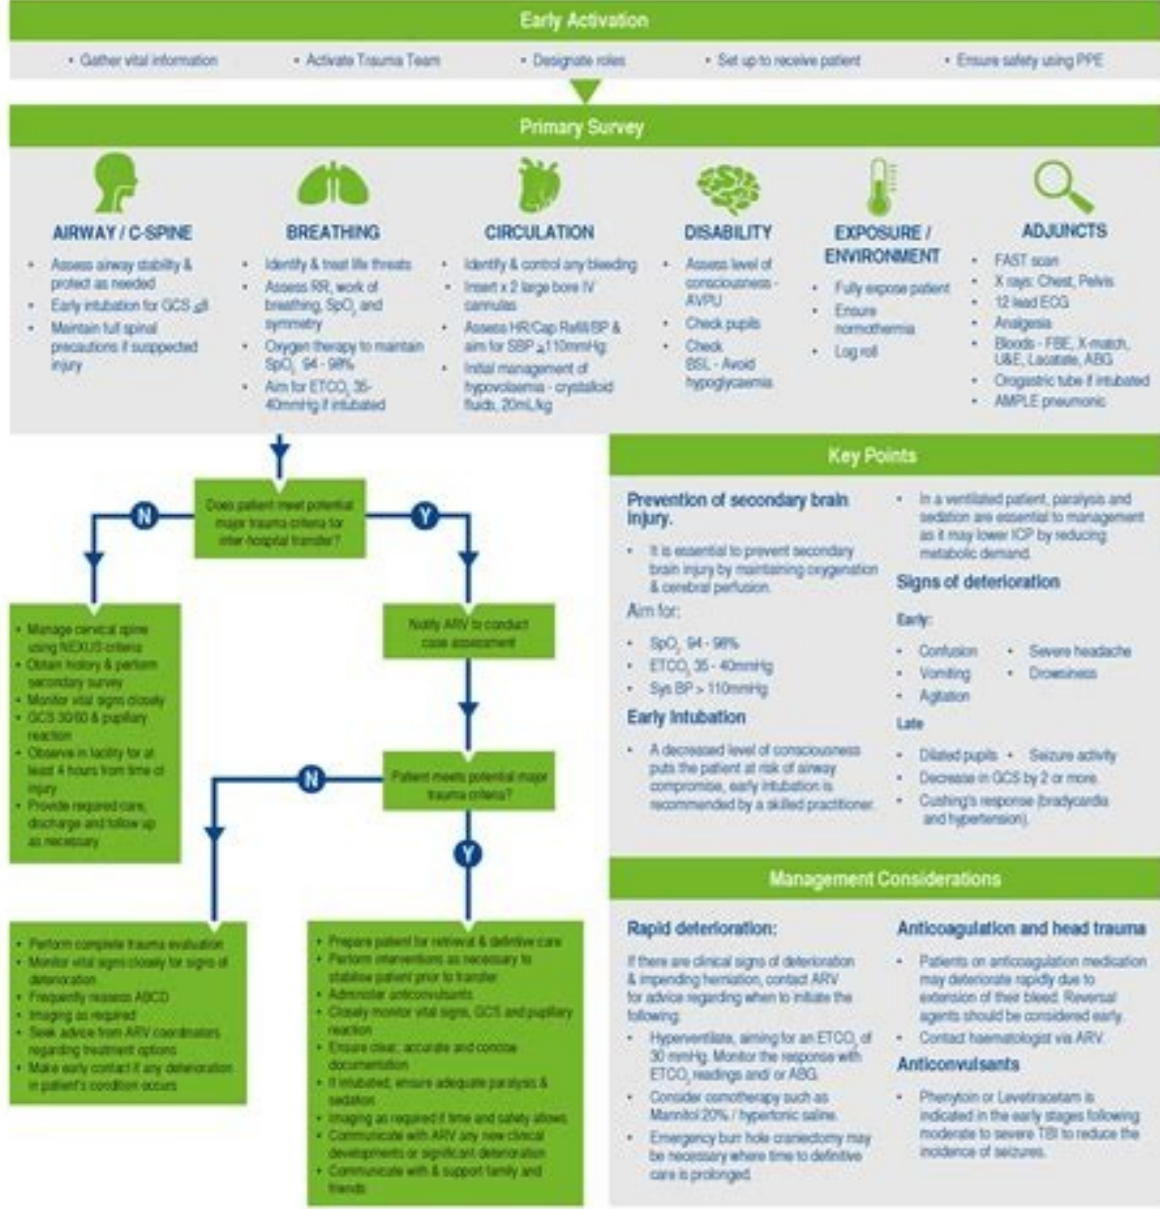 Early Activation
• Gather vital information
• Activate Trauma Team
• Designate roles
• Set up to receive patient
• Ensure safety using PPE
Primary Survey
AIRWAY / C-SPINE
• Assess airway stability &
protect as needed
• Early intubation for GCS ≤8
• Maintain full spinal
precautions if suspected
injury
BREATHING
• Identify & treat life threats
• Assess RR, work of
breathing, SpO₂ and
symmetry
• Oxygen therapy to maintain
SpO₂ 94 - 98%
• Aim for ETCO₂ 35-
40mmHg if intubated
CIRCULATION
• Identify & control any bleeding
• Insert x 2 large bore IV
cannulas
• Assess HR/Cap Refill/BP &
aim for SBP ≥110mmHg
• Initial management of
hypovolaemia - crystalloid
fluids, 20mL/kg
DISABILITY
• Assess level of
consciousness -
AVPU
• Check pupils
• Check
BSL - Avoid
hypoglycaemia
EXPOSURE /
ENVIRONMENT
• Fully expose patient
• Ensure
normothermia
• Log roll
ADJUNCTS
• FAST scan
• X rays: Chest, Pelvis
• 12 lead ECG
• Analgesia
• Bloods - FBE, X-match,
U&E, Lacatate, ABG
• Orogastric tube if intubated
• AMPLE pneumonic
Does patient meet potential
major trauma criteria for
inter hospital transfer?
N
Y
• Manage cervical spine
using NEXUS criteria
• Obtain history & perform
secondary survey
• Monitor vital signs closely
• GCS 30/60 & pupillary
reaction
• Observe in facility for at
least 4 hours from time of
injury
• Provide required care,
discharge and follow up
as necessary
Notify ARV to conduct
case assessment
Patient meets potential major
trauma criteria?
N
Y
• Perform complete trauma evaluation
• Monitor vital signs closely for signs of
deterioration
• Frequently reasess ABCD
• Imaging as required
• Seek advice from ARV coordinators
regarding treatment options
• Make early contact if any deterioration
in patient's condition occurs
• Prepare patient for retrieval & definitive care
• Perform interventions as necessary to
stabilise patient prior to transfer
• Administer anticonvulsants
• Closely monitor vital signs, GCS and pupillary
reaction
• Ensure clear, accurate and concise
documentation
• If intubated, ensure adequate paralysis &
sedation
• Imaging as required if time and safety allows
• Communicate with ARV any new clinical
developments or significant deterioration
• Communicate with & support family and
friends
Key Points
Prevention of secondary brain
injury.
• It is essential to prevent secondary
brain injury by maintaining oxygenation
& cerebral perfusion.
Aim for:
• SpO₂ 94 - 98%
• ETCO₂ 35 - 40mmHg
• Sys BP > 110mmHg
Early Intubation
• A decreased level of consciousness
puts the patient at risk of airway
compromise, early intubation is
recommended by a skilled practitioner.
• In a ventilated patient, paralysis and
sedation are essential to management
as it may lower ICP by reducing
metabolic demand.
Signs of deterioration
Early:
• Confusion • Severe headache
• Vomiting • Drowsiness
• Agitation
Late
• Dilated pupils • Seizure activity
• Decrease in GCS by 2 or more.
• Cushing's response (bradycardia
and hypertension).
Management Considerations
Rapid deterioration:
If there are clinical signs of deterioration
& impending herniation, contact ARV
for advice regarding when to initiate the
following:
• Hyperventilate, aiming for an ETCO₂ of
30 mmHg. Monitor the response with
ETCO₂ readings and/ or ABG.
• Consider osmotherapy such as
Mannitol 20% / hypertonic saline.
• Emergency burr hole craniectomy may
be necessary where time to definitive
care is prolonged.
Anticoagulation and head trauma
• Patients on anticoagulation medication
may deteriorate rapidly due to
extension of their bleed. Reversal
agents should be considered early.
• Contact haematologist via ARV.
Anticonvulsants
• Phenytoin or Levetiracetam is
indicated in the early stages following
moderate to severe TBI to reduce the
incidence of seizures.